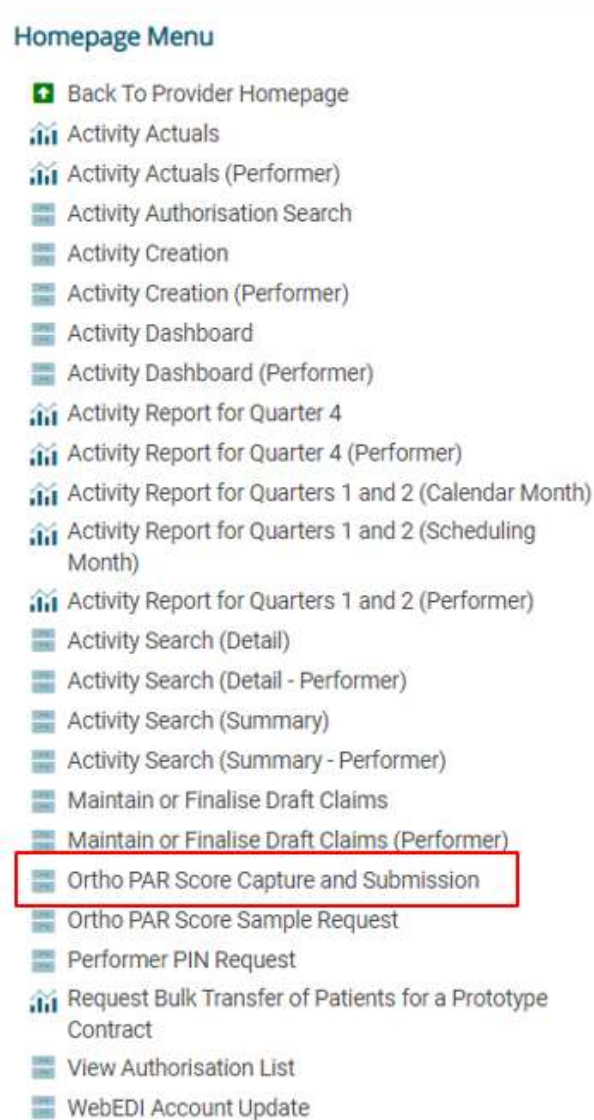 Homepage Menu
Back To Provider Homepage
Activity Actuals
Activity Actuals (Performer)
Activity Authorisation Search
Activity Creation
Activity Creation (Performer)
Activity Dashboard
Activity Dashboard (Performer)
Activity Report for Quarter 4
Activity Report for Quarter 4 (Performer)
Activity Report for Quarters 1 and 2 (Calendar Month)
Activity Report for Quarters 1 and 2 (Scheduling
Month)
Activity Report for Quarters 1 and 2 (Performer)
Activity Search (Detail)
Activity Search (Detail - Performer)
Activity Search (Summary)
Activity Search (Summary - Performer)
Maintain or Finalise Draft Claims
Maintain or Finalise Draft Claims (Performer)
Ortho PAR Score Capture and Submission
Ortho PAR Score Sample Request
Performer PIN Request
Request Bulk Transfer of Patients for a Prototype
Contract
View Authorisation List
WebEDI Account Update